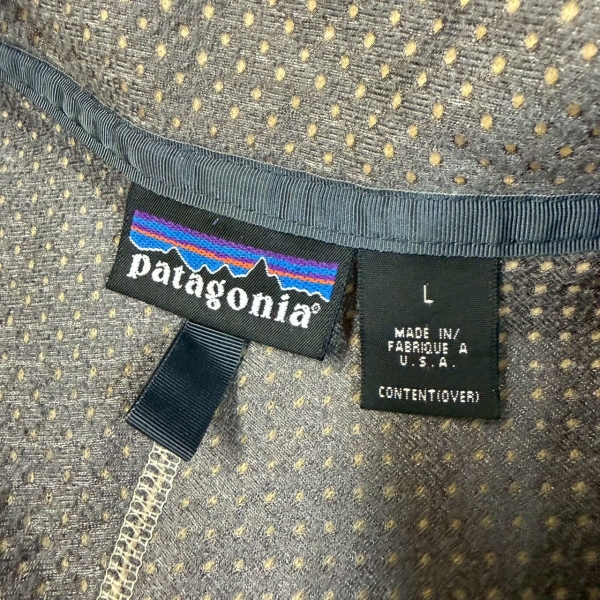 patagonia®
L
MADE IN/
FABRIQUE A
U.S.A.
CONTENT(OVER)